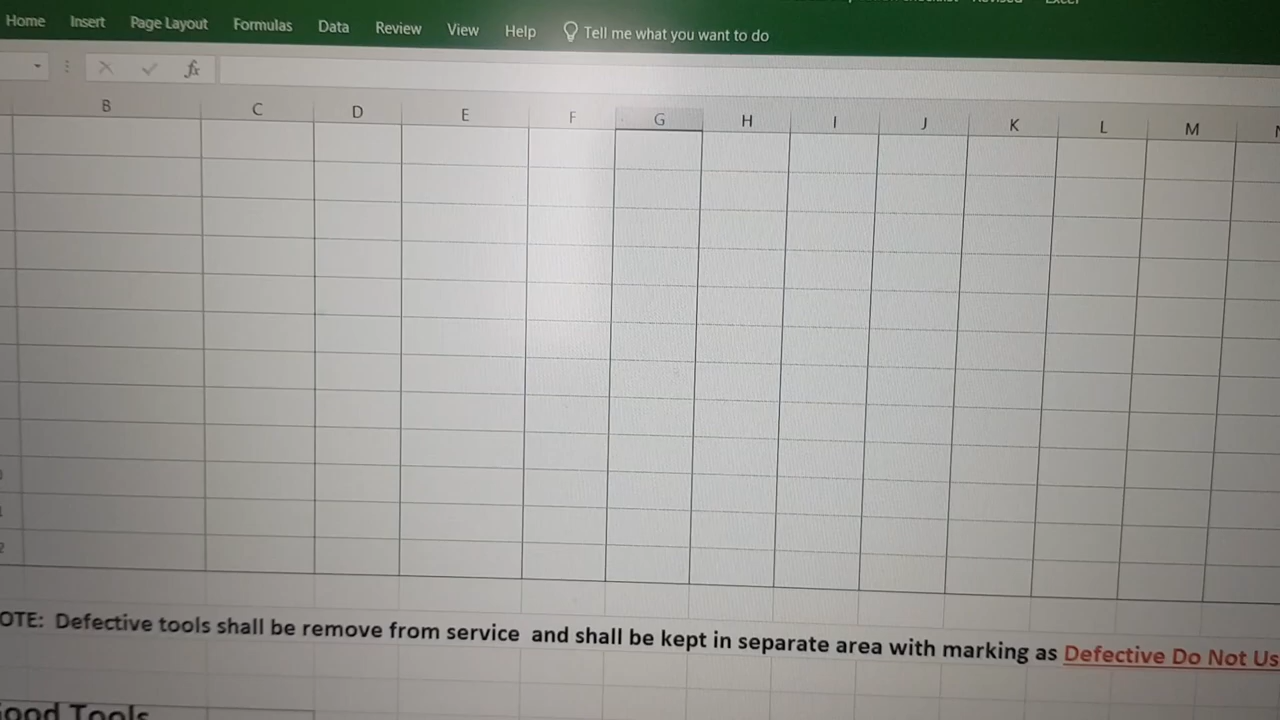 Home Insert Page Layout Formulas Data Review View Help Tell me what you want to do
fx
B C D E F G H I J K L M
OTE: Defective tools shall be remove from service and shall be kept in separate area with marking as Defective Do Not Us
ood Tools